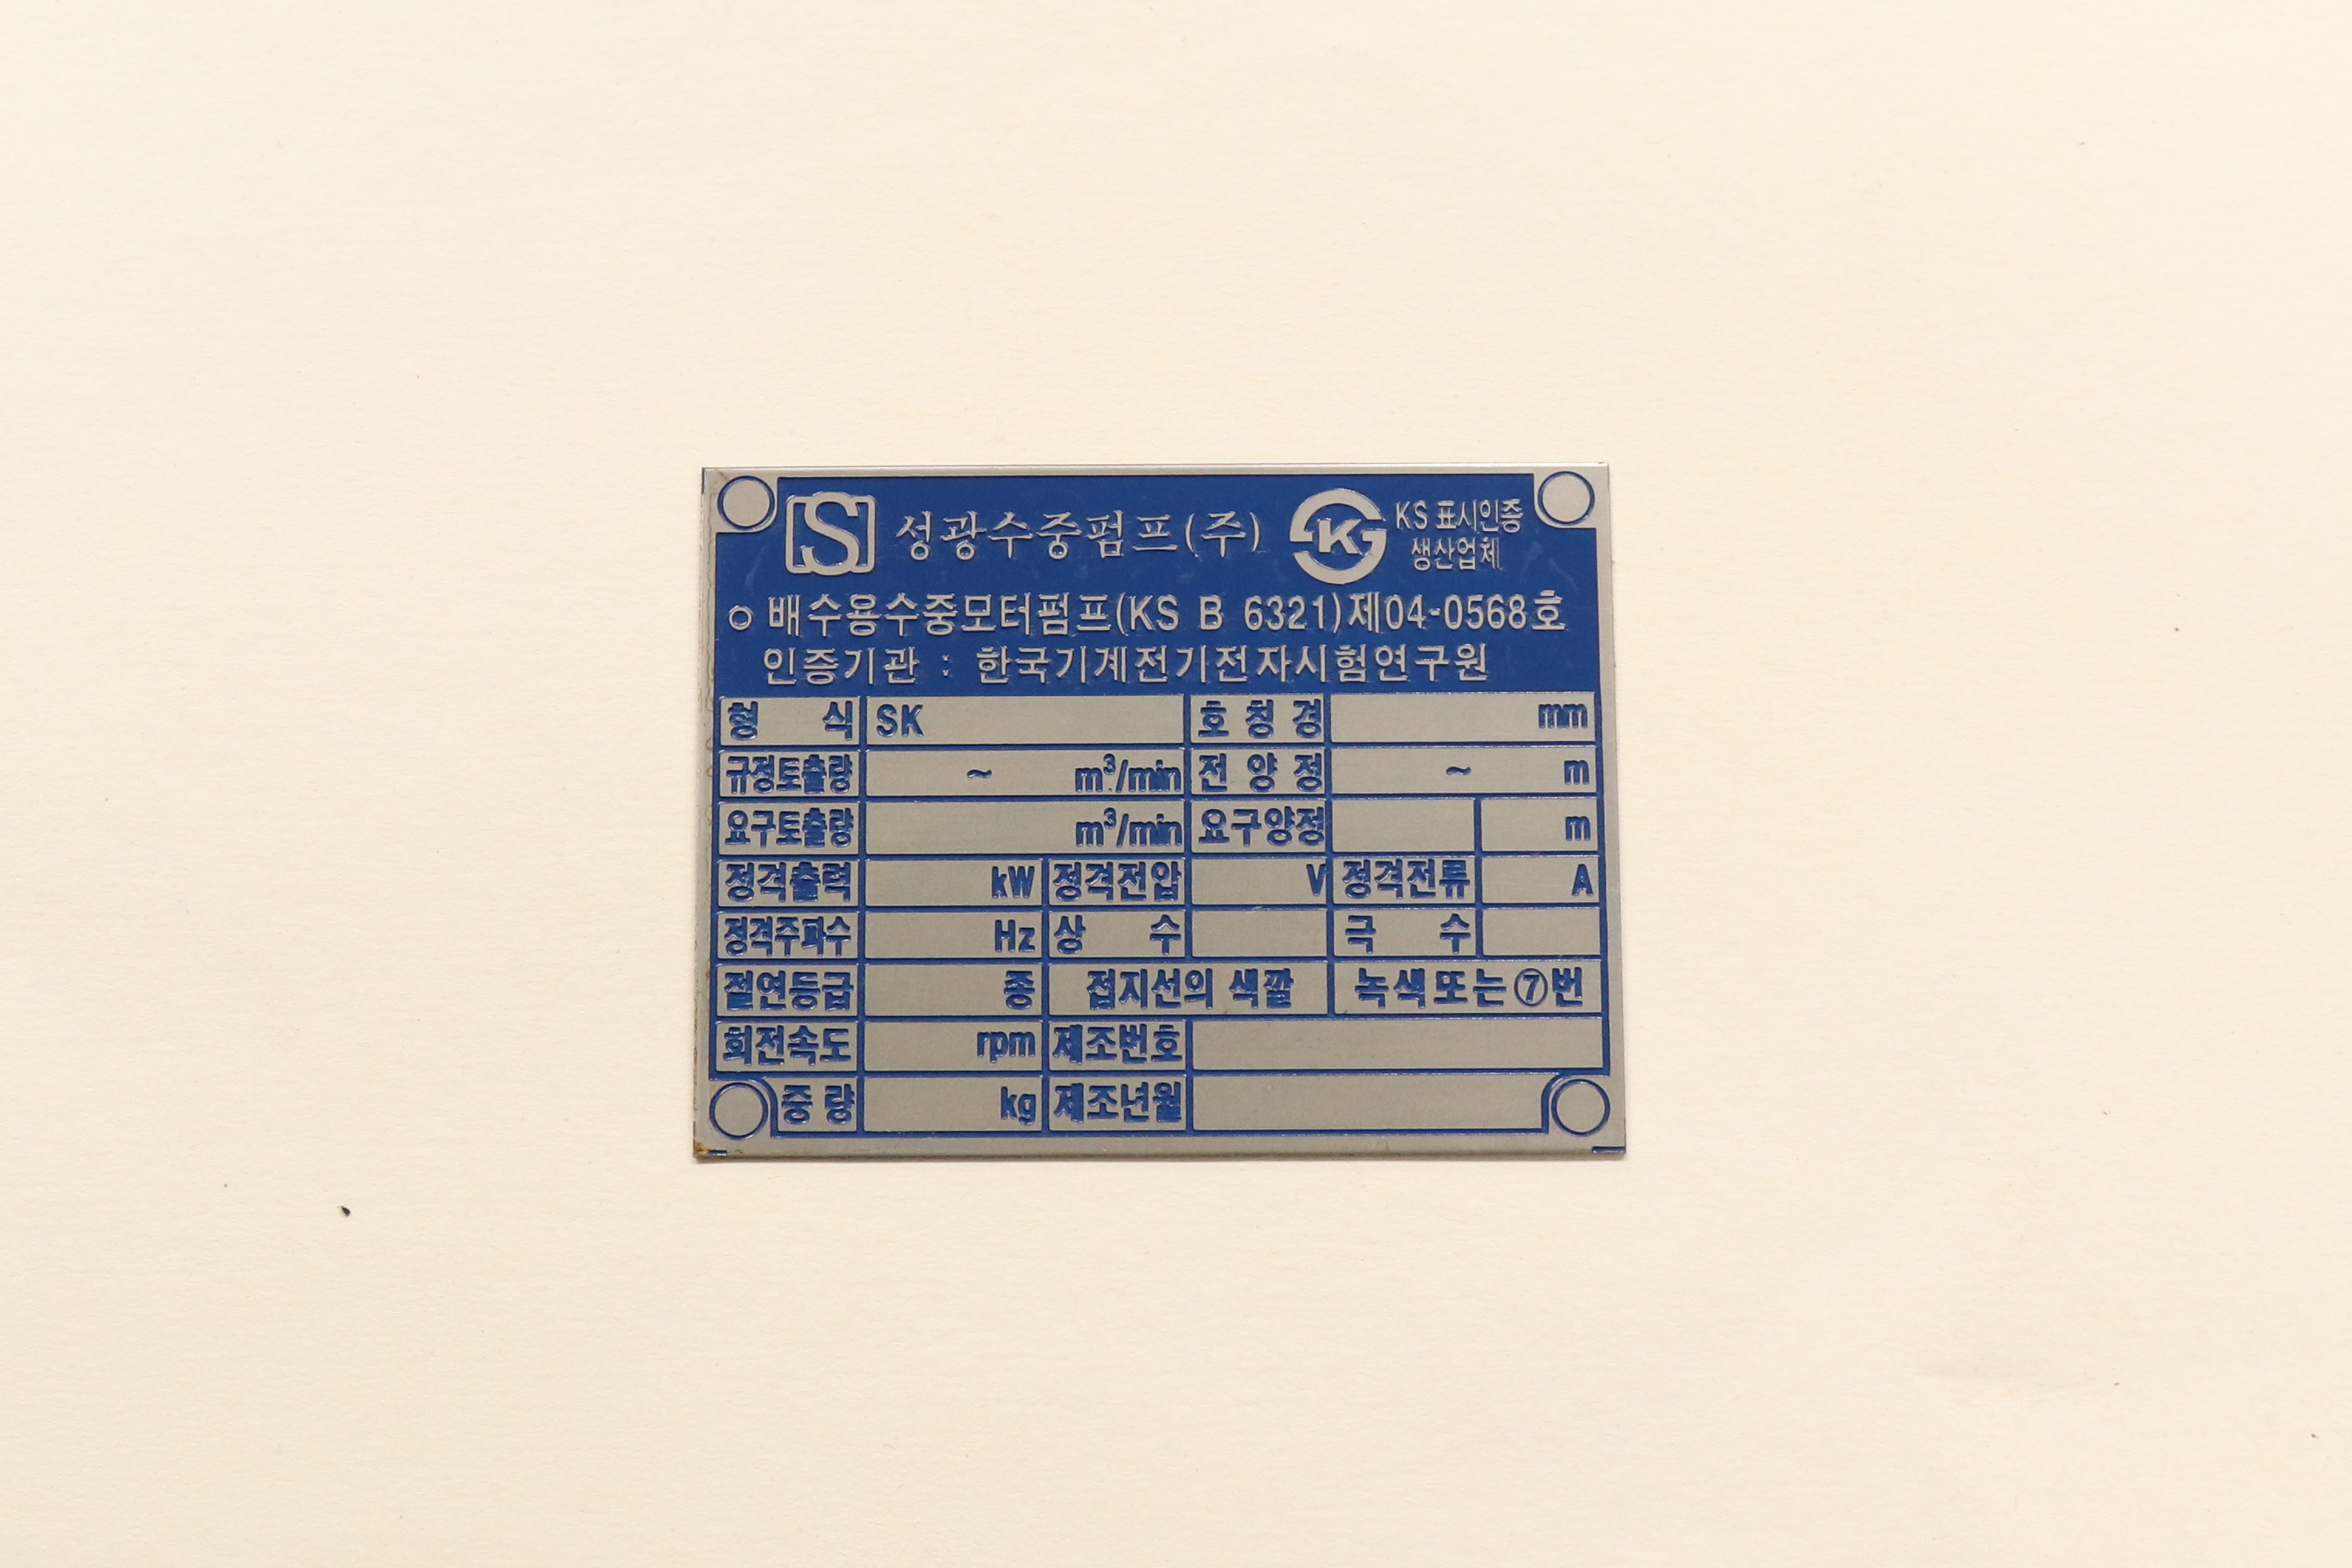 S 성광수중펌프(주) KS 표시인증
생산업체
○ 배수용수중모터펌프(KS B 6321)제04-0568호
인증기관 : 한국기계전기전자시험연구원
형 식 SK 호 칭 경 mm
규정토출량 ~ m³/min 전 양 정 ~ m
요구토출량 m³/min 요구양정 m
정격출력 kW 정격전압 V 정격전류 A
정격주파수 Hz 상 수 극 수
절연등급 종 접지선의 색깔 녹색또는⑦번
회전속도 rpm 제조번호
중 량 kg 제조년월